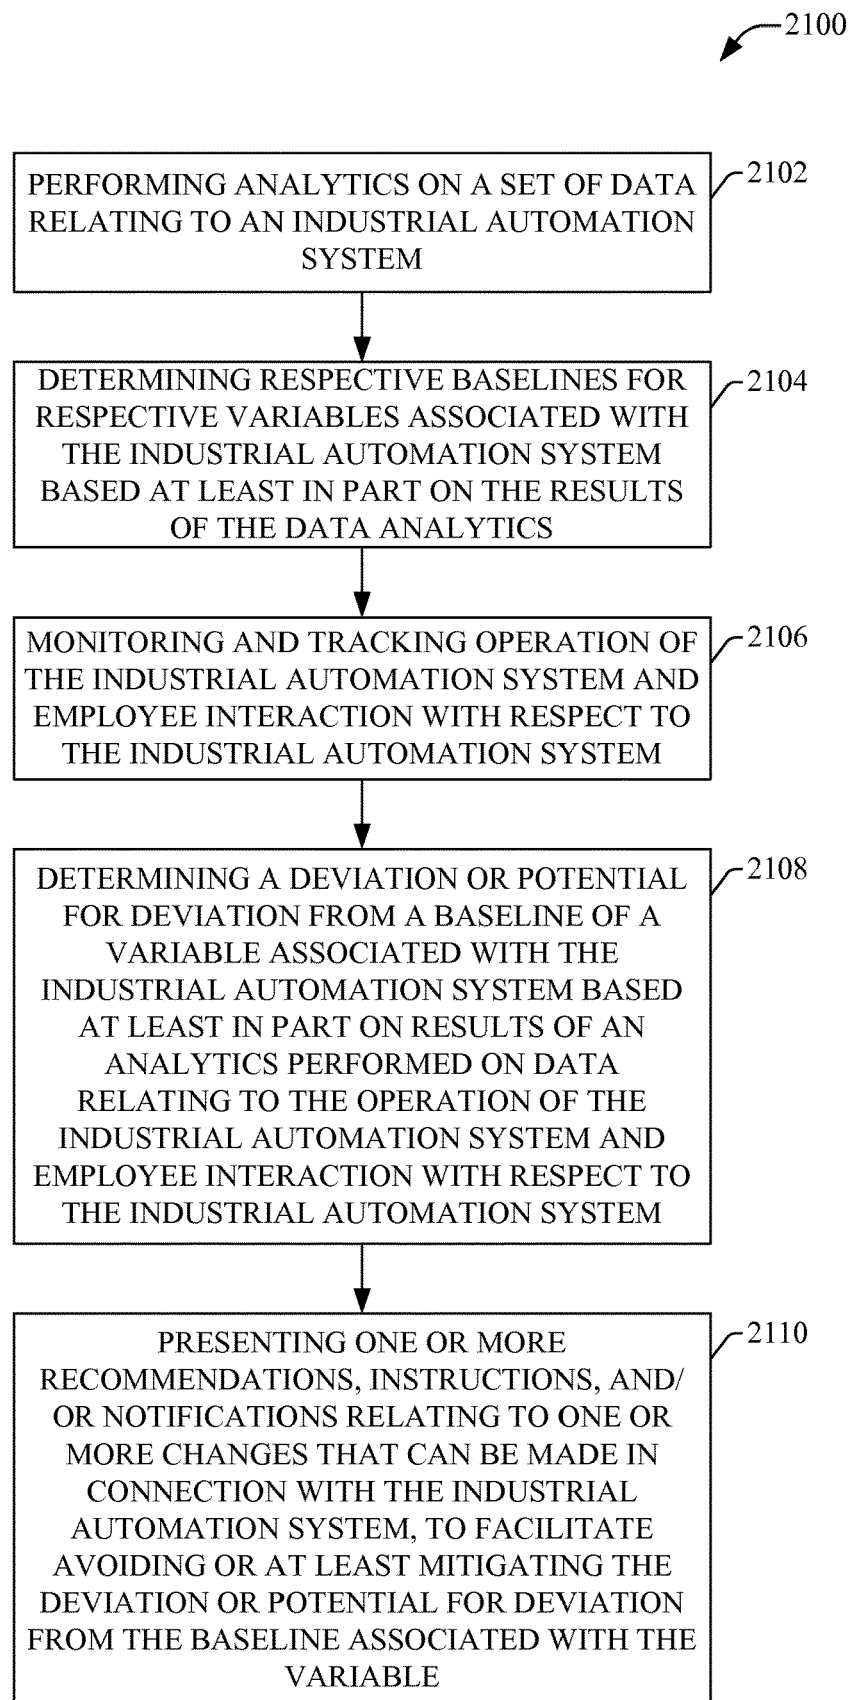 2100
PERFORMING ANALYTICS ON A SET OF DATA
RELATING TO AN INDUSTRIAL AUTOMATION
SYSTEM
2102
DETERMINING RESPECTIVE BASELINES FOR
RESPECTIVE VARIABLES ASSOCIATED WITH
THE INDUSTRIAL AUTOMATION SYSTEM
BASED AT LEAST IN PART ON THE RESULTS
OF THE DATA ANALYTICS
2104
MONITORING AND TRACKING OPERATION OF
THE INDUSTRIAL AUTOMATION SYSTEM AND
EMPLOYEE INTERACTION WITH RESPECT TO
THE INDUSTRIAL AUTOMATION SYSTEM
2106
DETERMINING A DEVIATION OR POTENTIAL
FOR DEVIATION FROM A BASELINE OF A
VARIABLE ASSOCIATED WITH THE
INDUSTRIAL AUTOMATION SYSTEM BASED
AT LEAST IN PART ON RESULTS OF AN
ANALYTICS PERFORMED ON DATA
RELATING TO THE OPERATION OF THE
INDUSTRIAL AUTOMATION SYSTEM AND
EMPLOYEE INTERACTION WITH RESPECT TO
THE INDUSTRIAL AUTOMATION SYSTEM
2108
PRESENTING ONE OR MORE
RECOMMENDATIONS, INSTRUCTIONS, AND/
OR NOTIFICATIONS RELATING TO ONE OR
MORE CHANGES THAT CAN BE MADE IN
CONNECTION WITH THE INDUSTRIAL
AUTOMATION SYSTEM, TO FACILITATE
AVOIDING OR AT LEAST MITIGATING THE
DEVIATION OR POTENTIAL FOR DEVIATION
FROM THE BASELINE ASSOCIATED WITH THE
VARIABLE
2110